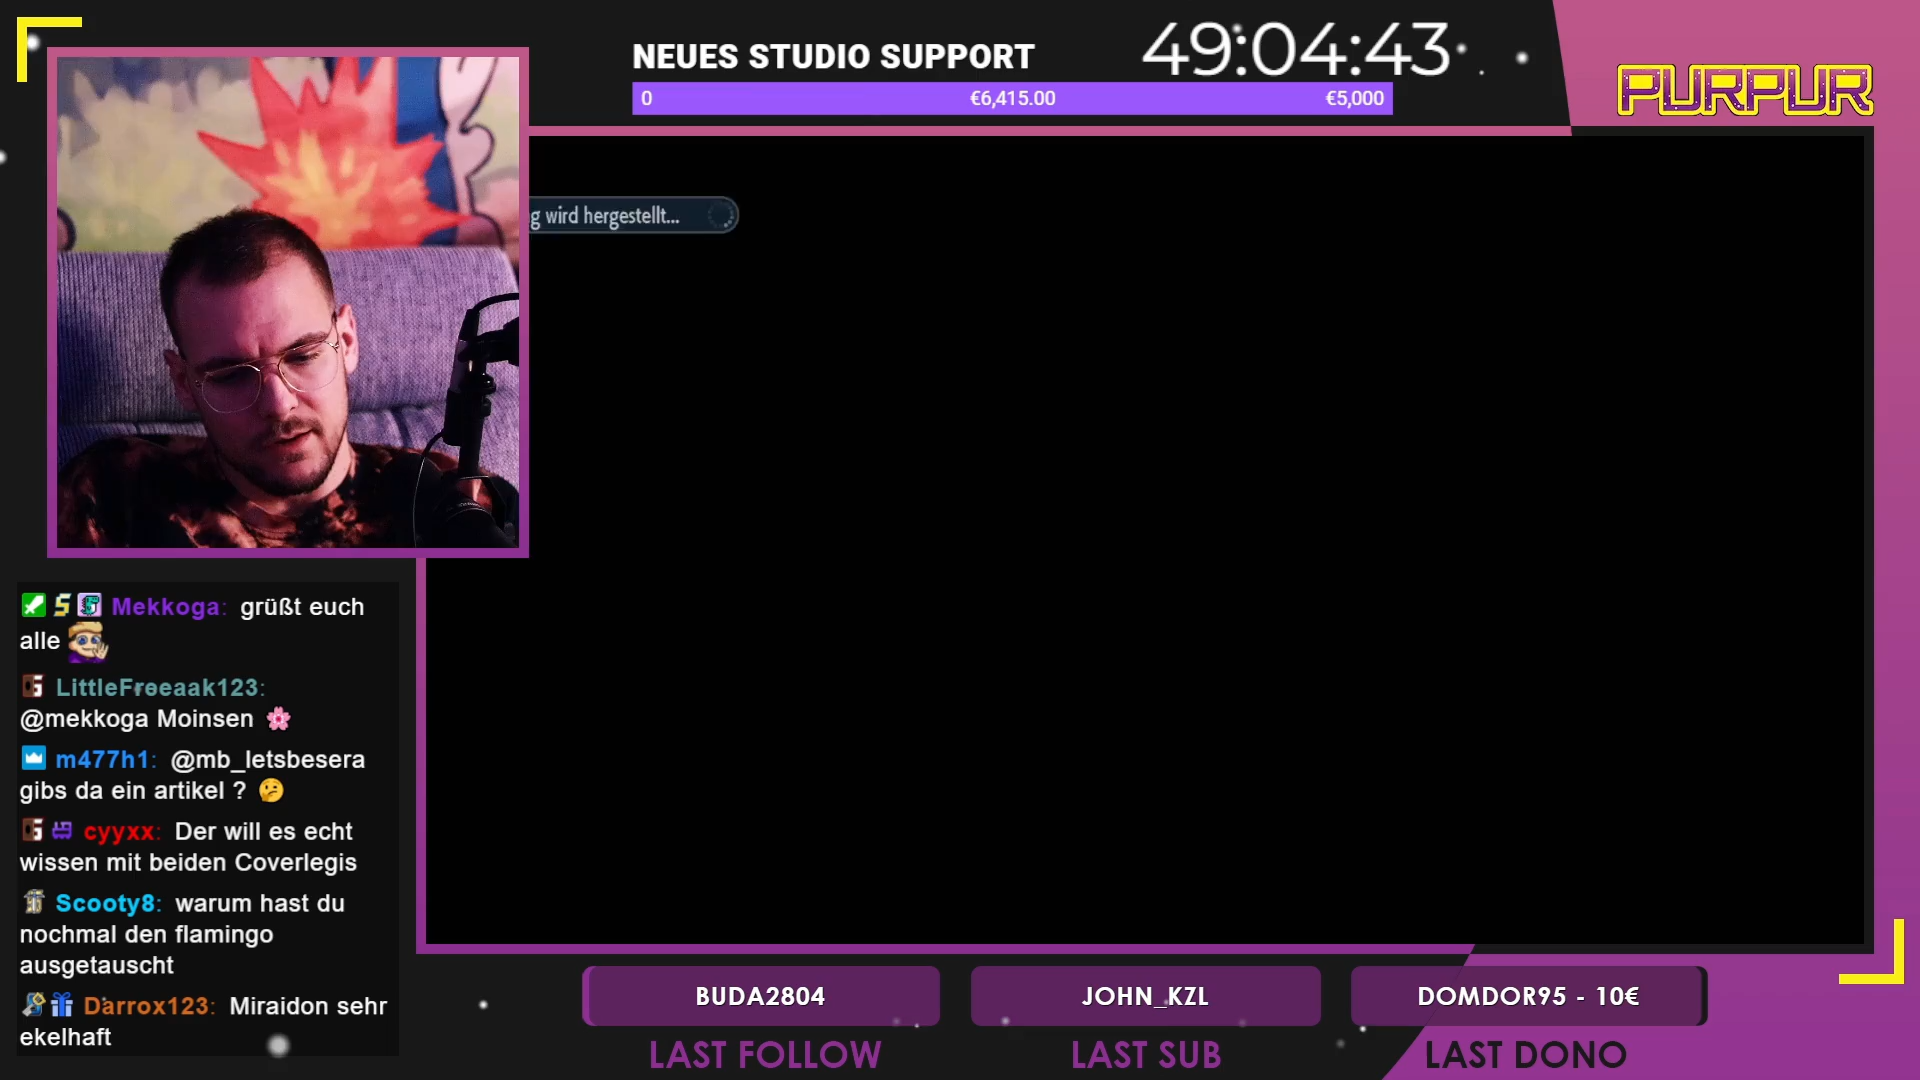 NEUES STUDIO SUPPORT
49:04:43
0 €6,415.00 €5,000
PURPUR
g wird hergestellt...
Mekkoga: grüßt euch
alle
LittleFreeaak123:
@mekkoga Moinsen
m477h1: @mb_letsbesera
gibs da ein artikel ?
cyyxx: Der will es echt
wissen mit beiden Coverlegis
Scooty8: warum hast du
nochmal den flamingo
ausgetauscht
Darrox123: Miraidon sehr
ekelhaft
BUDA2804
LAST FOLLOW
JOHN_KZL
LAST SUB
DOMDOR95 - 10€
LAST DONO